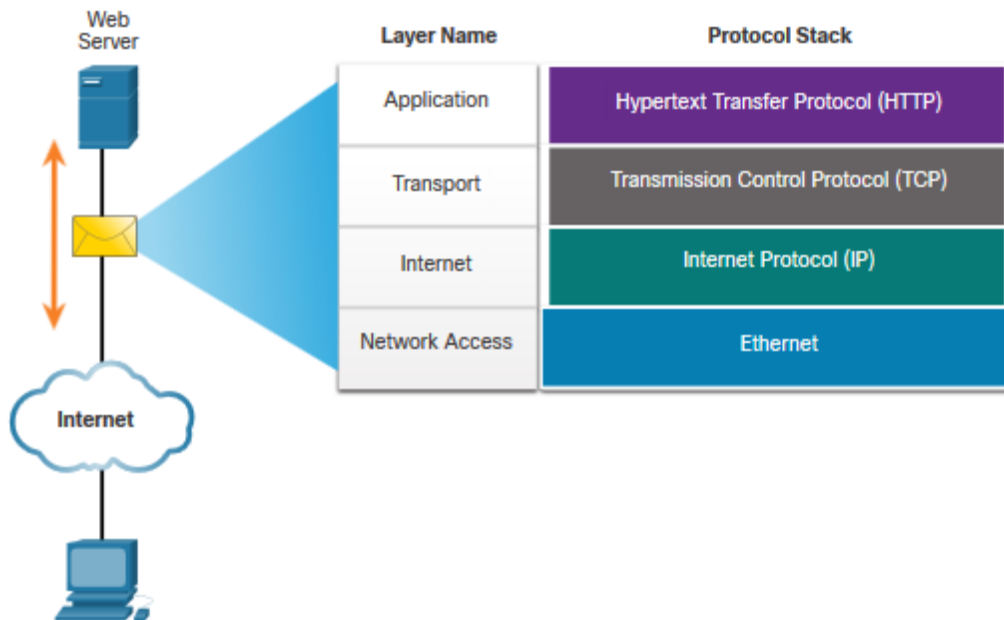 Web
Server
Layer Name
Protocol Stack
Application
Hypertext Transfer Protocol (HTTP)
Transport
Transmission Control Protocol (TCP)
Internet
Internet Protocol (IP)
Network Access
Ethernet
Internet